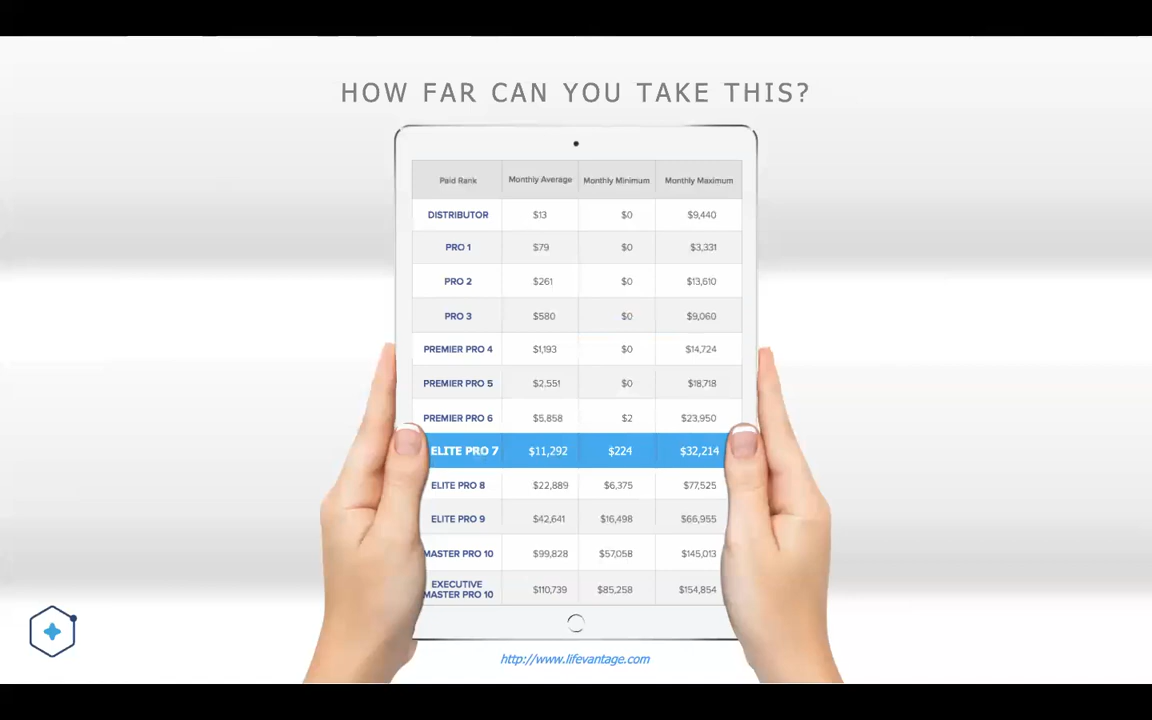 HOW FAR CAN YOU TAKE THIS?
Paid Rank Monthly Average Monthly Minimum Monthly Maximum
DISTRIBUTOR $13 $0 $9,440
PRO 1 $79 $0 $3,331
PRO 2 $261 $0 $13,610
PRO 3 $580 $0 $9,060
PREMIER PRO 4 $1,193 $0 $14,724
PREMIER PRO 5 $2,551 $0 $18,718
PREMIER PRO 6 $5,858 $2 $23,950
ELITE PRO 7 $11,292 $224 $32,214
ELITE PRO 8 $22,889 $6,375 $77,525
ELITE PRO 9 $42,641 $16,498 $66,955
MASTER PRO 10 $99,828 $57,058 $145,013
EXECUTIVE
MASTER PRO 10 $110,739 $85,258 $154,854
http://www.lifevantage.com